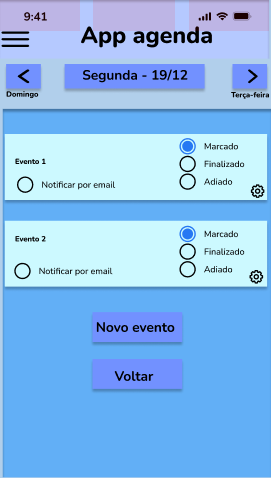 9:41
App agenda
Segunda - 19/12
Domingo
Terça-feira
Evento 1
Notificar por email
Marcado
Finalizado
Adiado
Evento 2
Notificar por email
Marcado
Finalizado
Adiado
Novo evento
Voltar